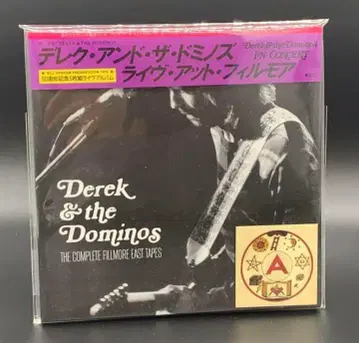 デレク・アンド・ザ・ドミノズ
ライヴ・アット・フィルモア
Derek & the Dominos
IN CONCERT
Derek
& the
Dominos
THE COMPLETE FILLMORE EAST TAPES
A